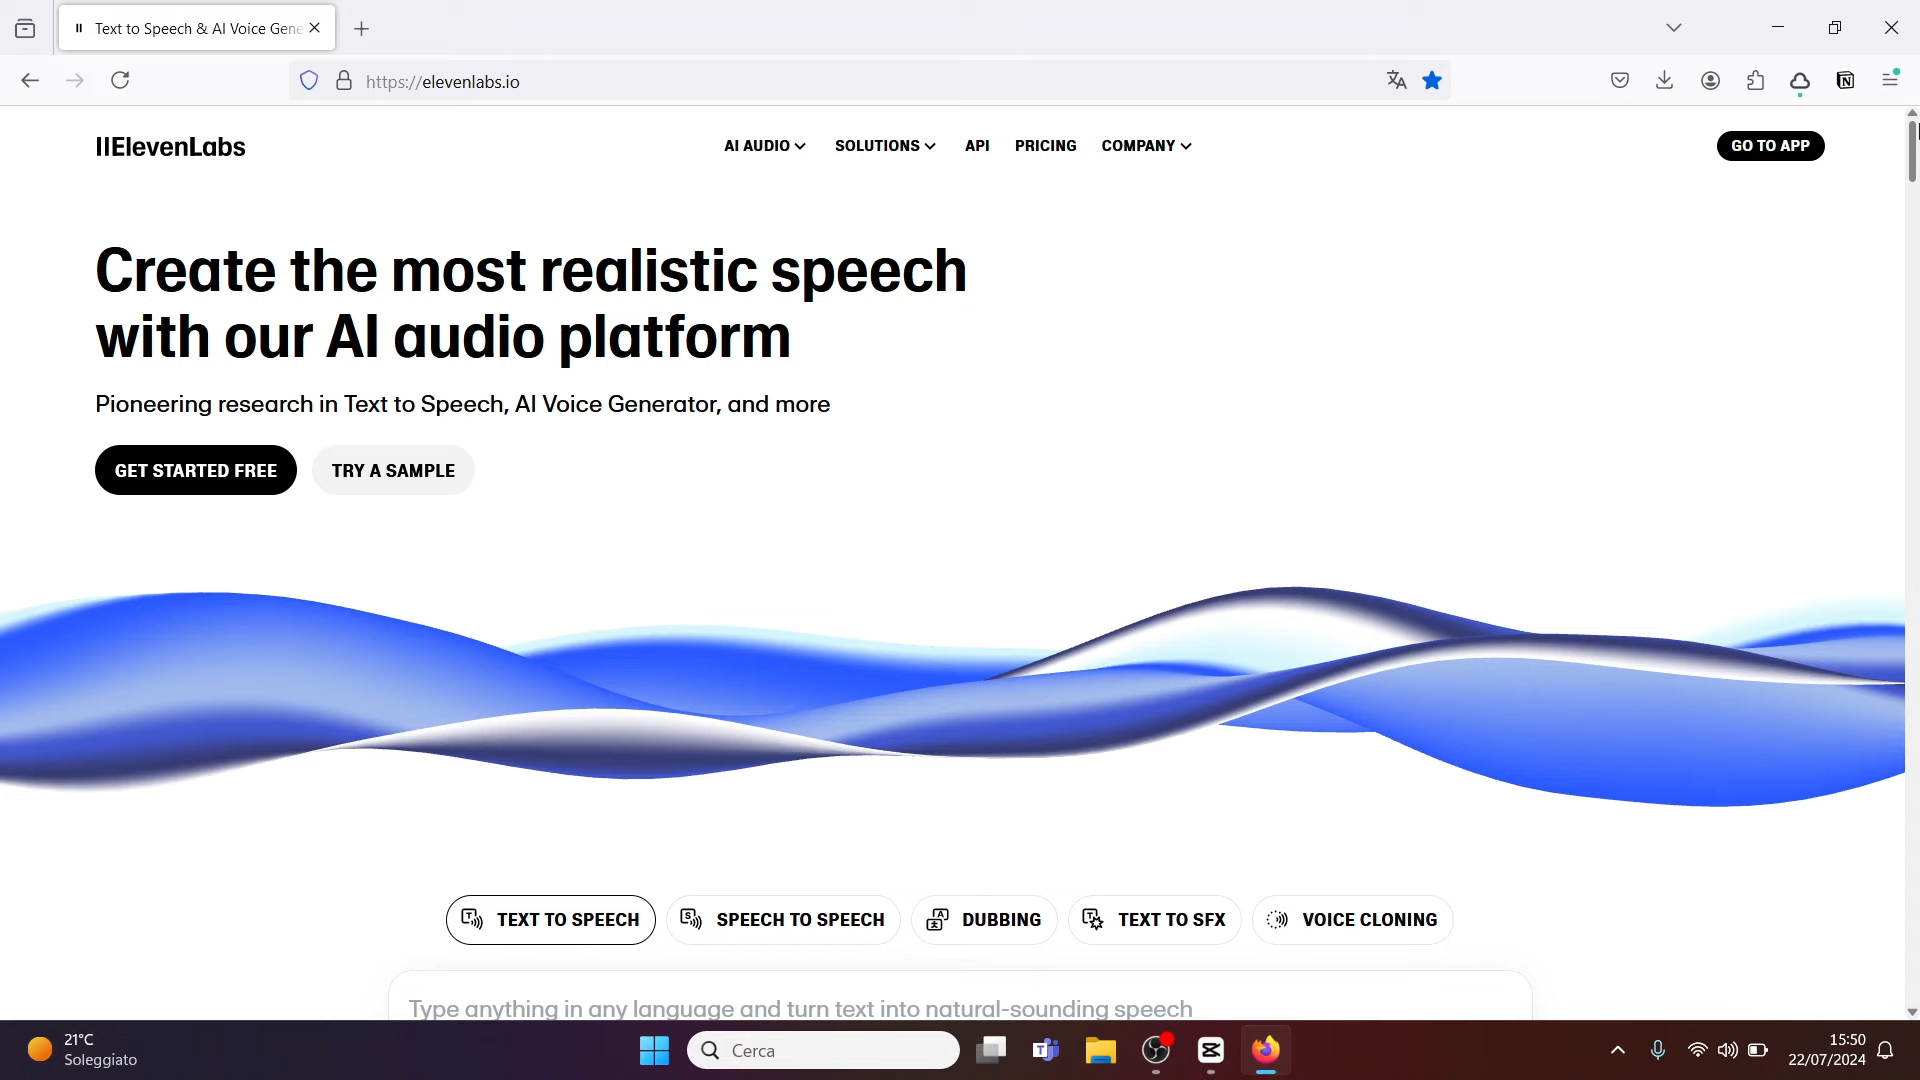 Text to Speech & AI Voice Gene
https://elevenlabs.io
IIElevenLabs
AI AUDIO
SOLUTIONS
API
PRICING
COMPANY
GO TO APP
Create the most realistic speech
with our AI audio platform
Pioneering research in Text to Speech, AI Voice Generator, and more
GET STARTED FREE
TRY A SAMPLE
TEXT TO SPEECH
SPEECH TO SPEECH
DUBBING
TEXT TO SFX
VOICE CLONING
Type anything in any language and turn text into natural-sounding speech
21°C
Soleggiato
Cerca
15:50
22/07/2024